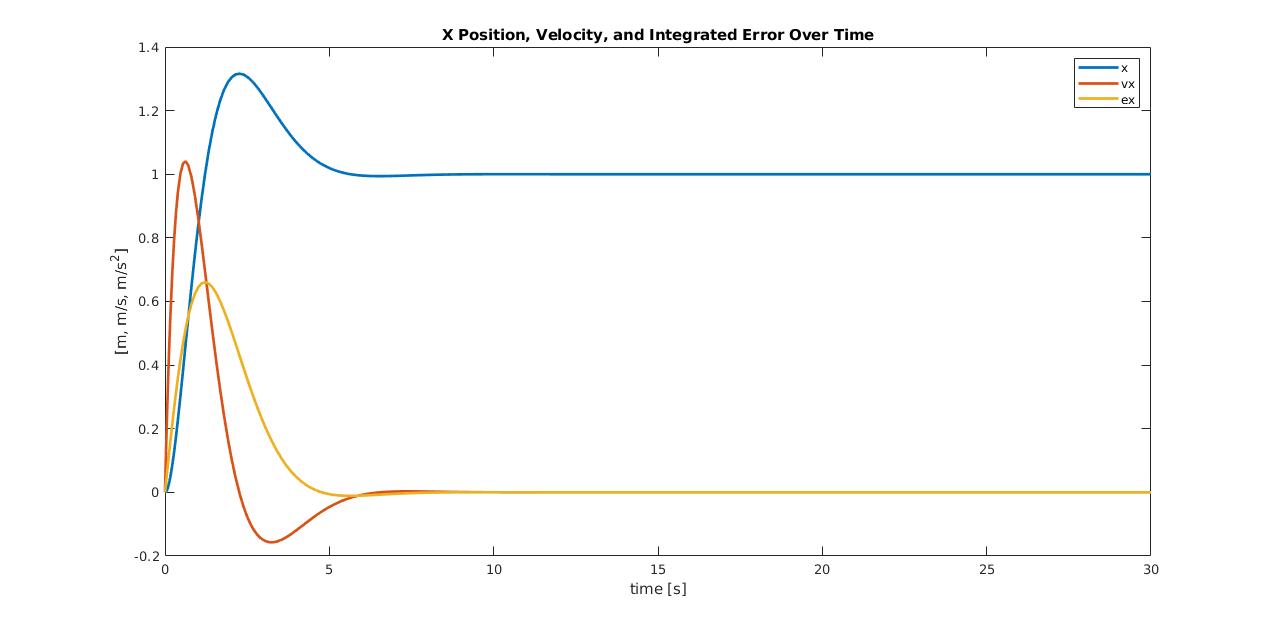 X Position, Velocity, and Integrated Error Over Time
1.4
1.2
1
0.8
0.6
0.4
0.2
0
-0.2
[m, m/s, m/s²]
x
vx
ex
0 5 10 15 20 25 30
time [s]